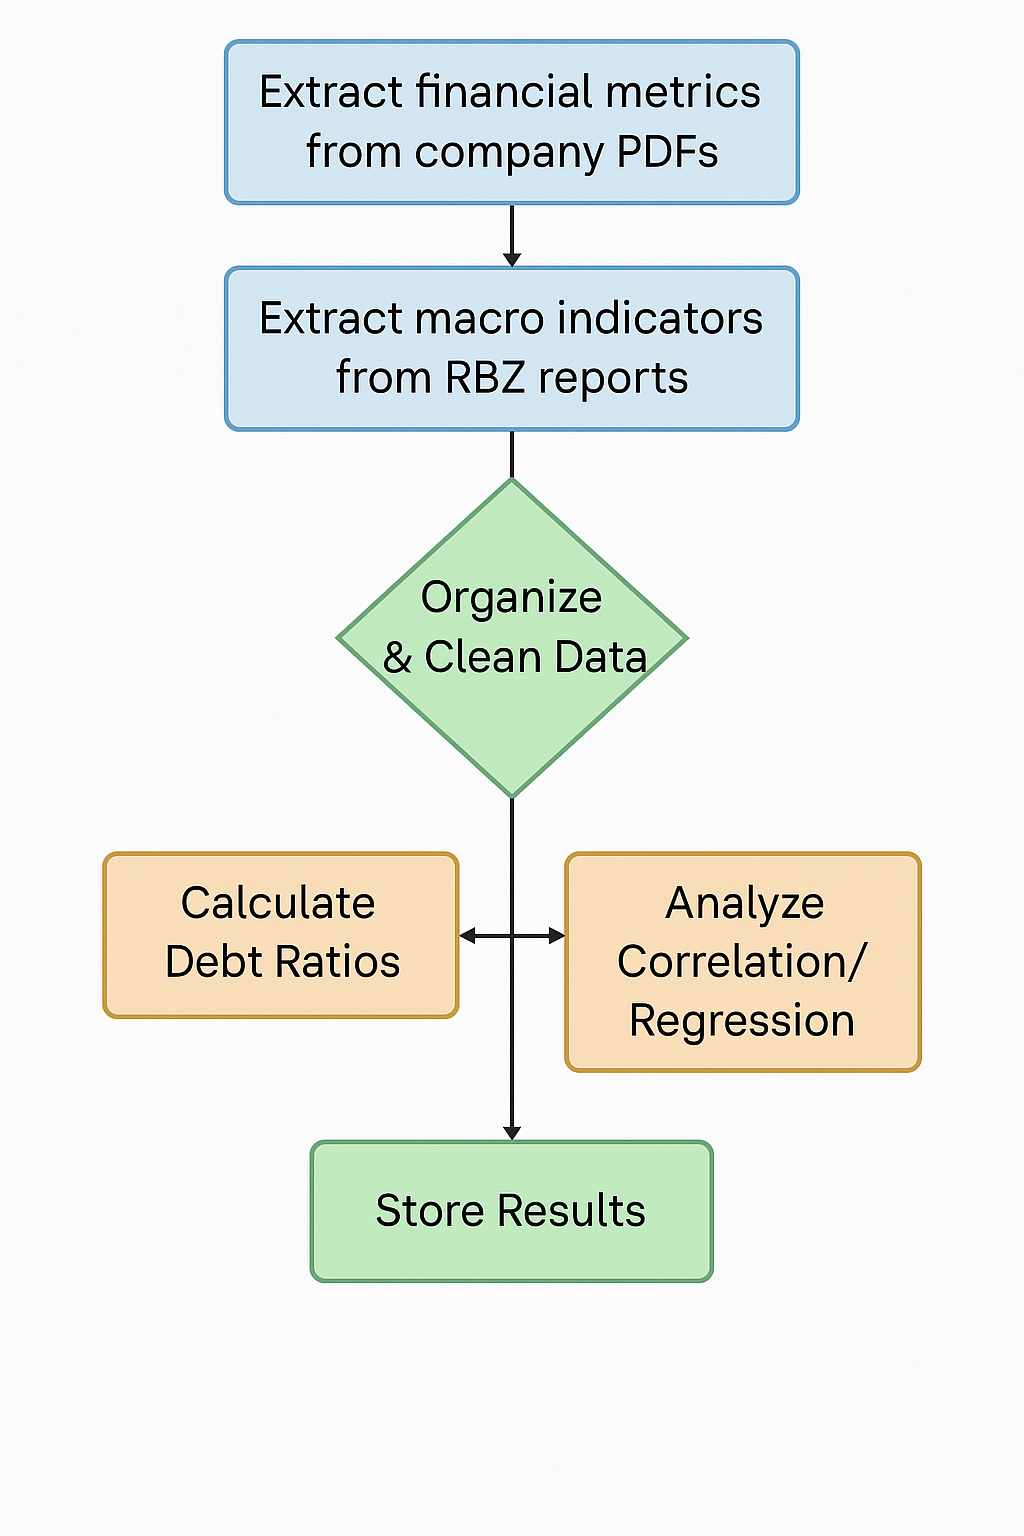 Extract financial metrics
from company PDFs
Extract macro indicators
from RBZ reports
Organize
& Clean Data
Calculate
Debt Ratios
Analyze
Correlation/
Regression
Store Results